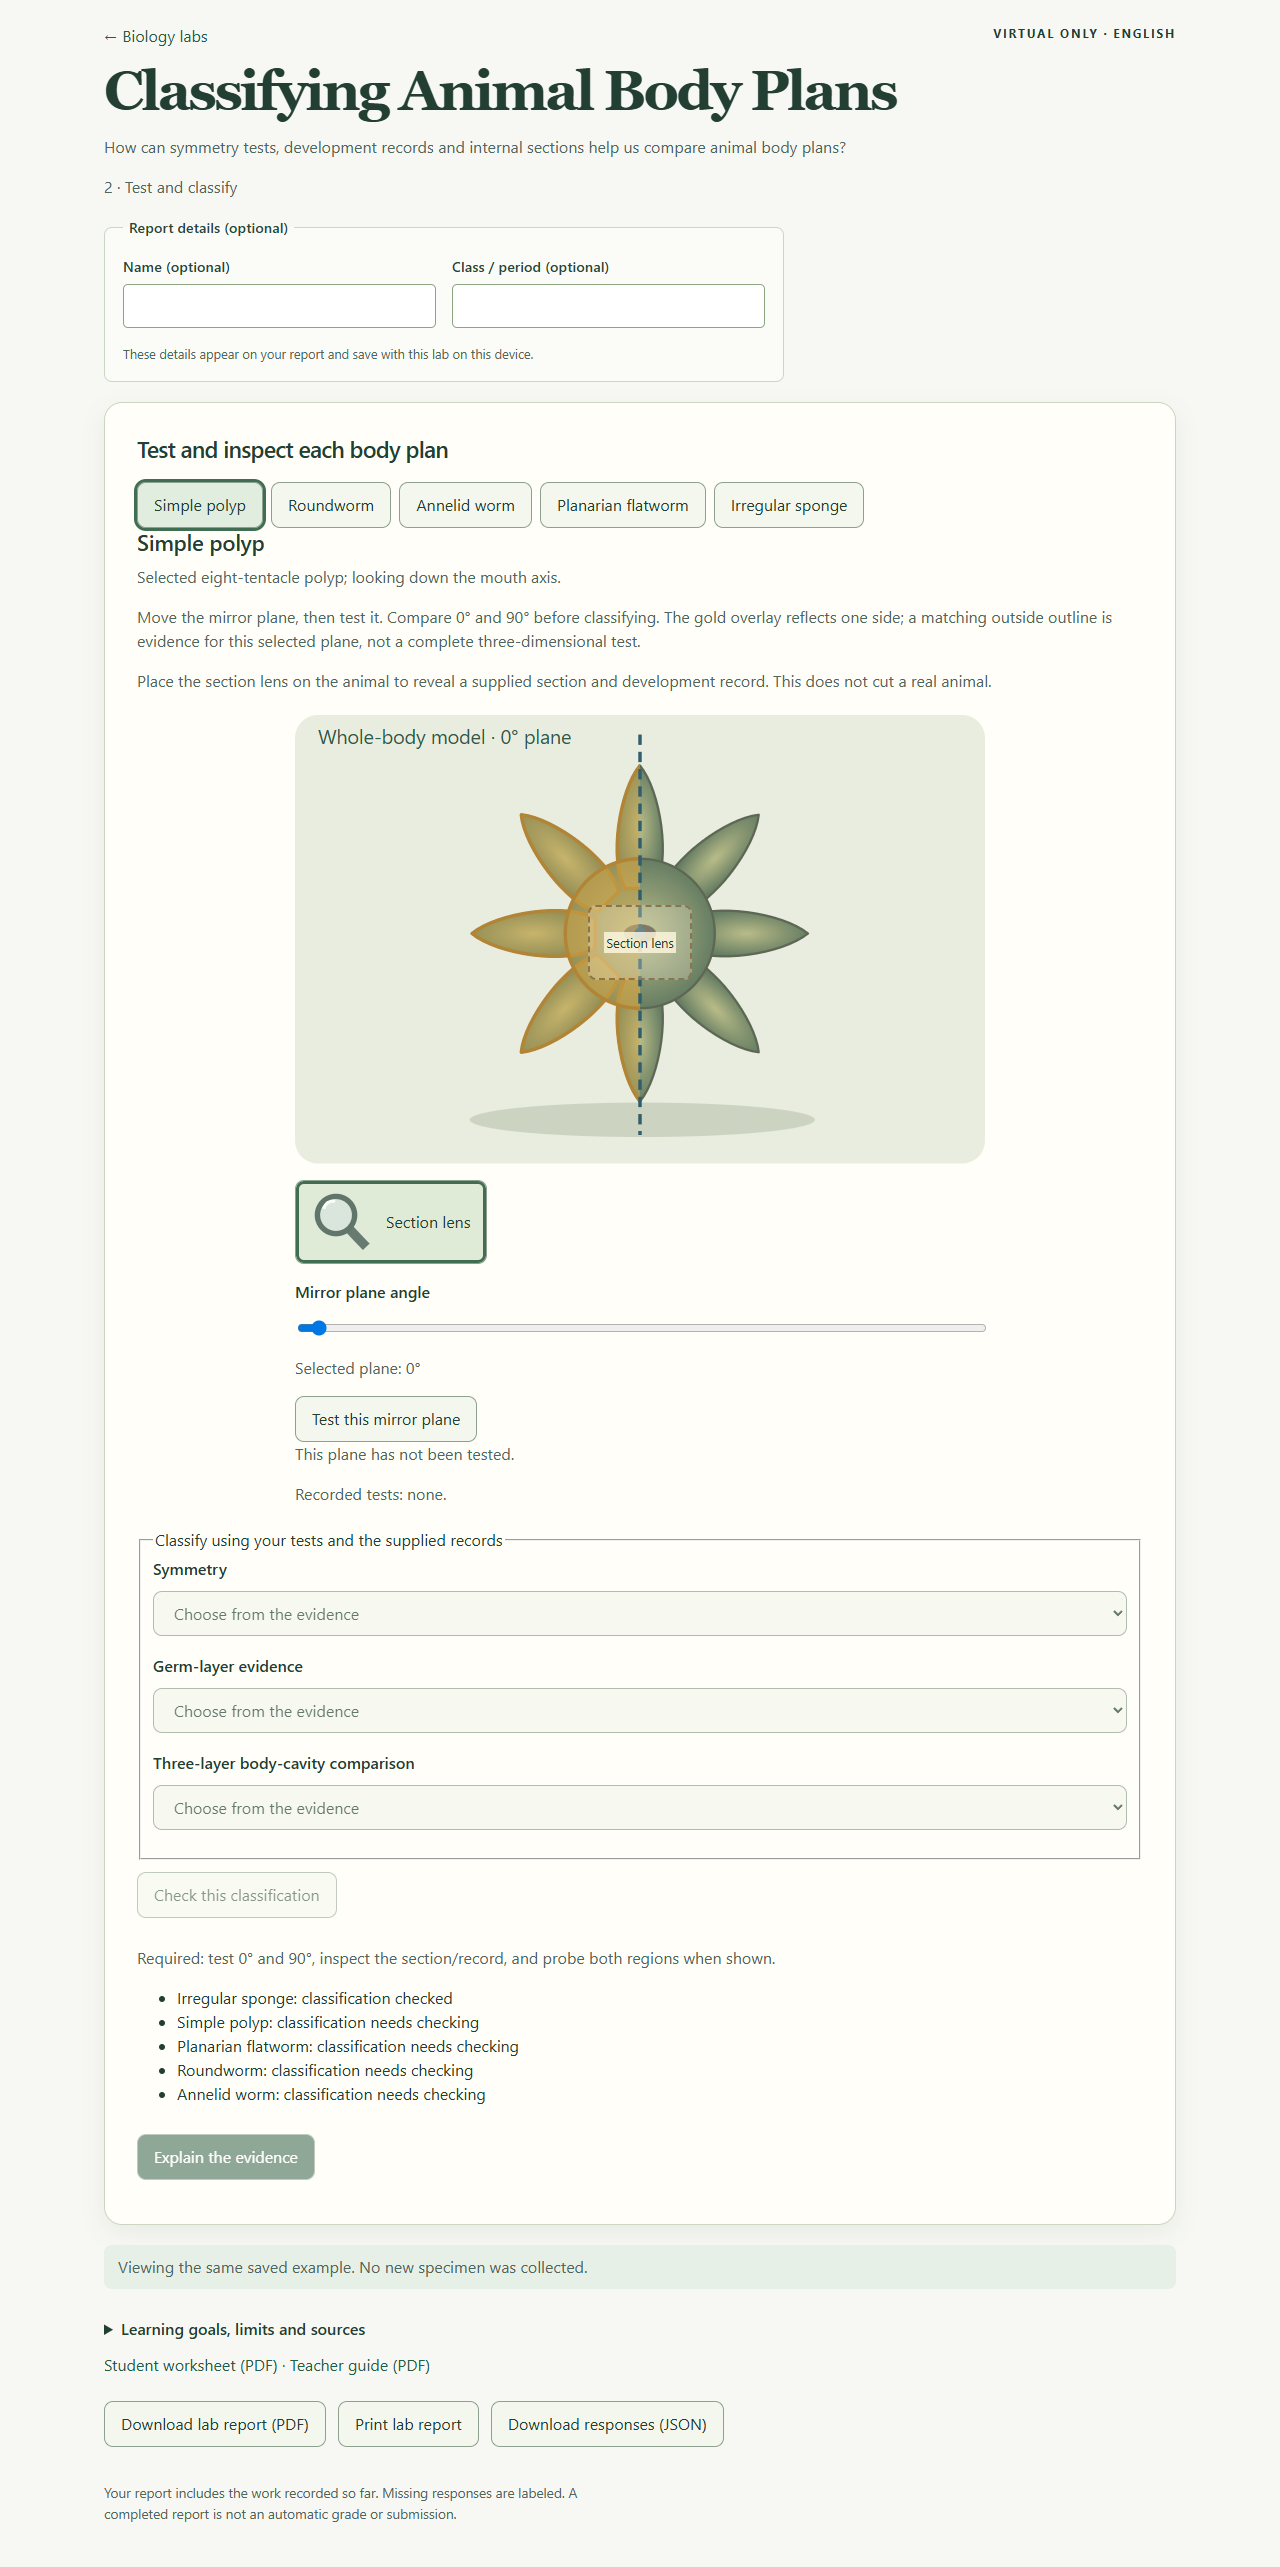 ← Biology labs
VIRTUAL ONLY · ENGLISH
Classifying Animal Body Plans
How can symmetry tests, development records and internal sections help us compare animal body plans?
2 · Test and classify
Report details (optional)
Name (optional)
Class / period (optional)
These details appear on your report and save with this lab on this device.
Test and inspect each body plan
Simple polyp
Roundworm
Annelid worm
Planarian flatworm
Irregular sponge
Simple polyp
Selected eight-tentacle polyp; looking down the mouth axis.
Move the mirror plane, then test it. Compare 0° and 90° before classifying. The gold overlay reflects one side; a matching outside outline is
evidence for this selected plane, not a complete three-dimensional test.
Place the section lens on the animal to reveal a supplied section and development record. This does not cut a real animal.
Whole-body model · 0° plane
Section lens
Section lens
Mirror plane angle
Selected plane: 0°
Test this mirror plane
This plane has not been tested.
Recorded tests: none.
Classify using your tests and the supplied records
Symmetry
Choose from the evidence
Germ-layer evidence
Choose from the evidence
Three-layer body-cavity comparison
Choose from the evidence
Check this classification
Required: test 0° and 90°, inspect the section/record, and probe both regions when shown.
• Irregular sponge: classification checked
• Simple polyp: classification needs checking
• Planarian flatworm: classification needs checking
• Roundworm: classification needs checking
• Annelid worm: classification needs checking
Explain the evidence
Viewing the same saved example. No new specimen was collected.
Learning goals, limits and sources
Student worksheet (PDF) · Teacher guide (PDF)
Download lab report (PDF)
Print lab report
Download responses (JSON)
Your report includes the work recorded so far. Missing responses are labeled. A
completed report is not an automatic grade or submission.